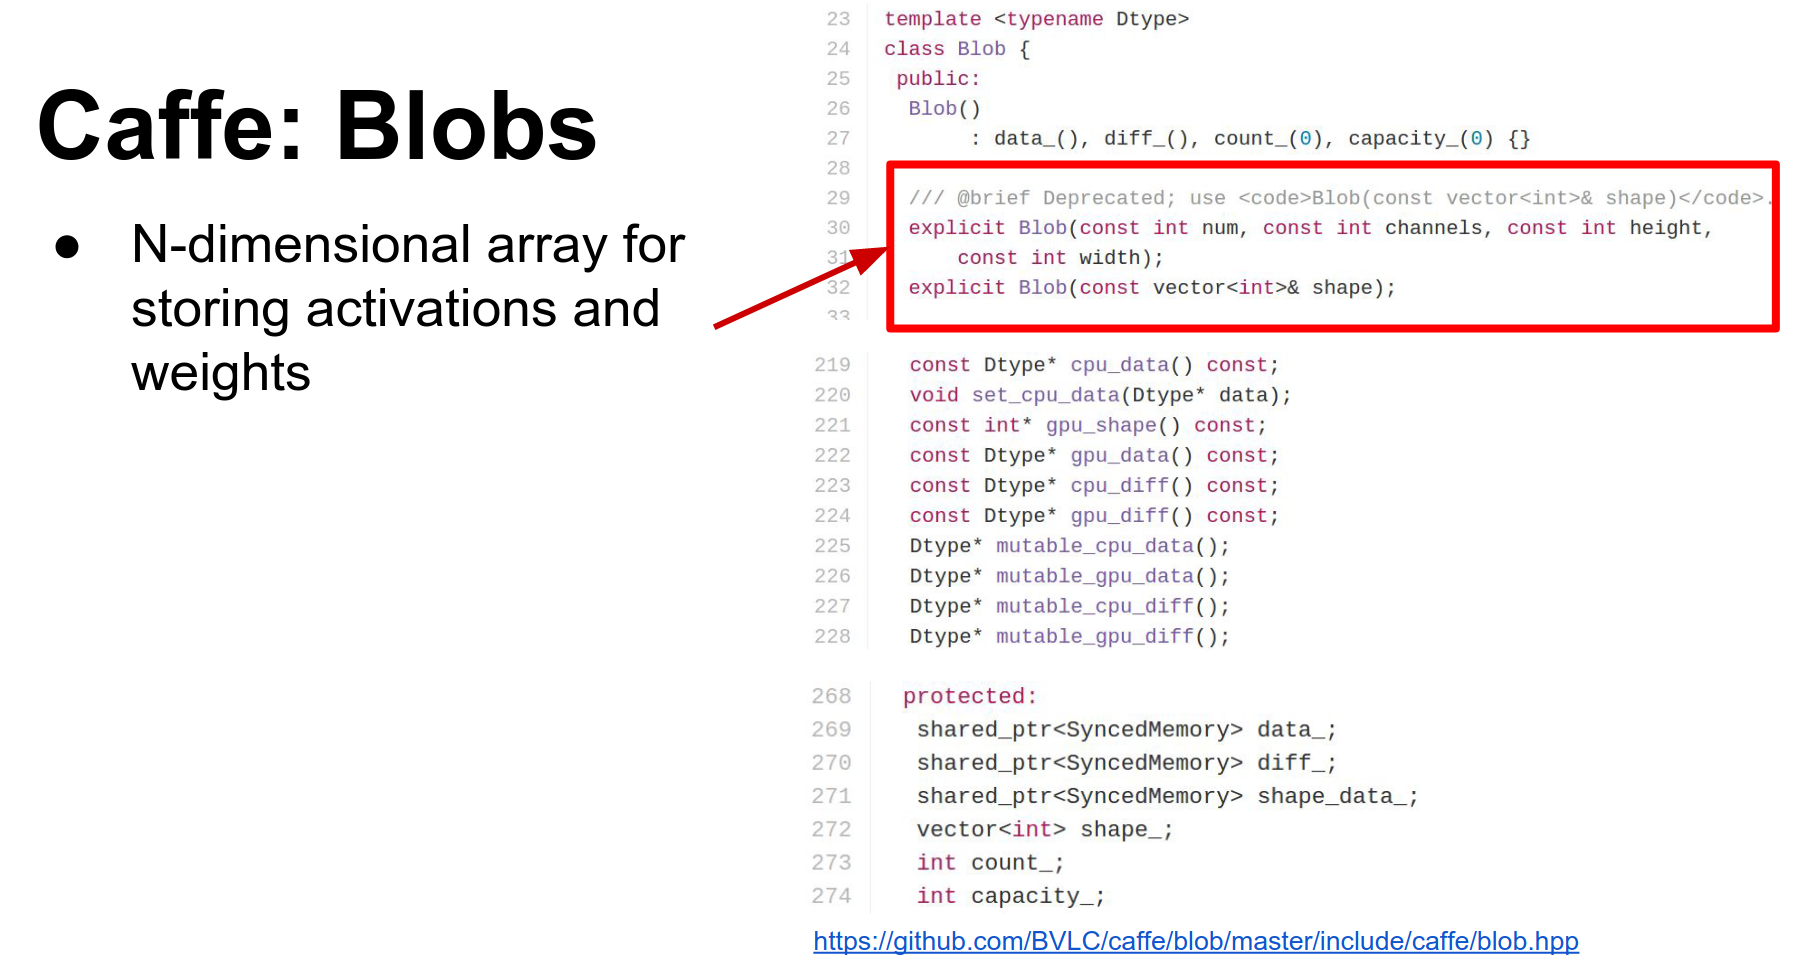 Caffe: Blobs
● N-dimensional array for
storing activations and
weights
23 template <typename Dtype>
24 class Blob {
25 public:
26 Blob()
27 : data_(), diff_(), count_(0), capacity_(0) {}
28
29 /// @brief Deprecated; use <code>Blob(const vector<int>& shape)</code>.
30 explicit Blob(const int num, const int channels, const int height,
31 const int width);
32 explicit Blob(const vector<int>& shape);
33
219 const Dtype* cpu_data() const;
220 void set_cpu_data(Dtype* data);
221 const int* gpu_shape() const;
222 const Dtype* gpu_data() const;
223 const Dtype* cpu_diff() const;
224 const Dtype* gpu_diff() const;
225 Dtype* mutable_cpu_data();
226 Dtype* mutable_gpu_data();
227 Dtype* mutable_cpu_diff();
228 Dtype* mutable_gpu_diff();
268 protected:
269 shared_ptr<SyncedMemory> data_;
270 shared_ptr<SyncedMemory> diff_;
271 shared_ptr<SyncedMemory> shape_data_;
272 vector<int> shape_;
273 int count_;
274 int capacity_;
https://github.com/BVLC/caffe/blob/master/include/caffe/blob.hpp